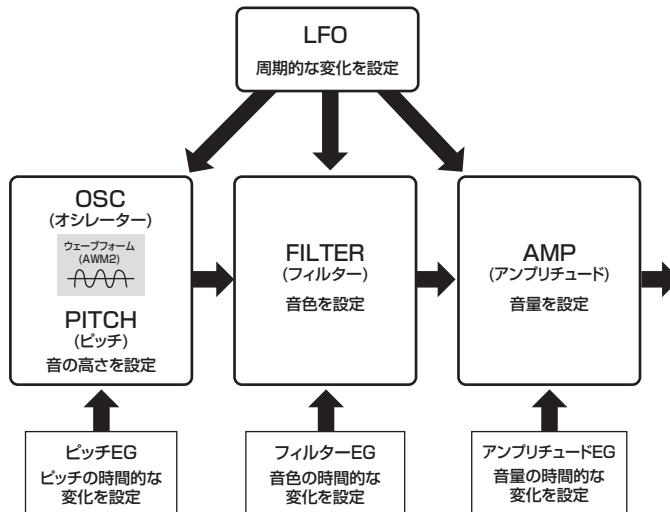 LFO
周期的な変化を設定
OSC
(オシレーター)
ウェーブフォーム
(AWM2)
PITCH
(ピッチ)
音の高さを設定
FILTER
(フィルター)
音色を設定
AMP
(アンプリチュード)
音量を設定
ピッチEG
ピッチの時間的な
変化を設定
フィルターEG
音色の時間的な
変化を設定
アンプリチュードEG
音量の時間的な
変化を設定